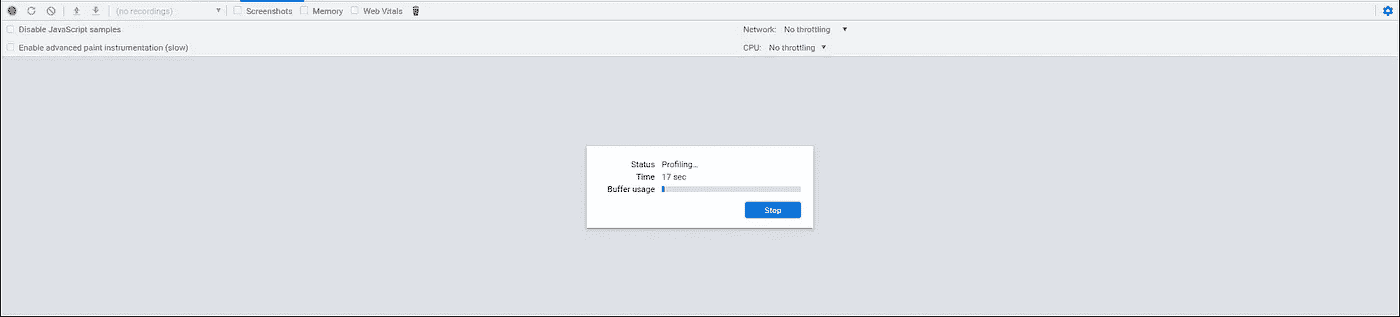 (no recordings) Screenshots Memory Web Vitals
Disable JavaScript samples Network: No throttling
Enable advanced paint instrumentation (slow) CPU: No throttling
Status Profiling...
Time 17 sec
Buffer usage
Stop